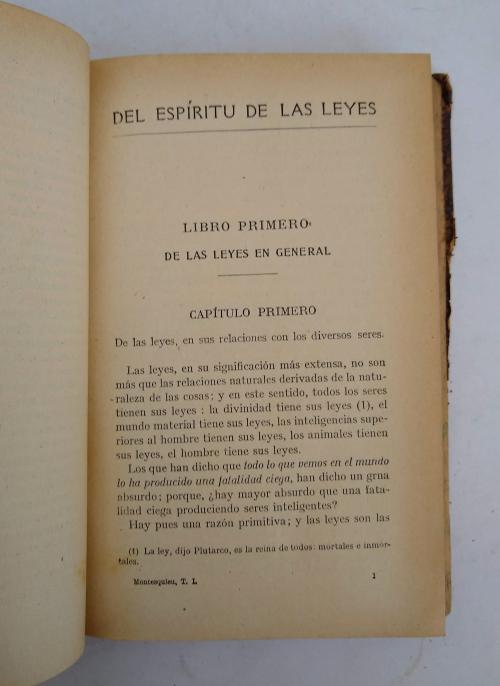 DEL ESPÍRITU DE LAS LEYES
LIBRO PRIMERO
DE LAS LEYES EN GENERAL
CAPÍTULO PRIMERO
De las leyes, en sus relaciones con los diversos seres.
Las leyes, en su significación más extensa, no son
más que las relaciones naturales derivadas de la natu-
raleza de las cosas; y en este sentido, todos los seres
tienen sus leyes : la divinidad tiene sus leyes (1), el
mundo material tiene sus leyes, las inteligencias supe-
riores al hombre tienen sus leyes, los animales tienen
sus leyes, el hombre tiene sus leyes.
Los que han dicho que todo lo que vemos en el mundo
lo ha producido una fatalidad ciega, han dicho un grna
absurdo; porque, ¿hay mayor absurdo que una fata-
lidad ciega produciendo seres inteligentes?
Hay pues una razón primitiva; y las leyes son las
(1) La ley, dijo Plutarco, es la reina de todos: mortales e inmor-
tales.
Montesquieu, T. I. 1